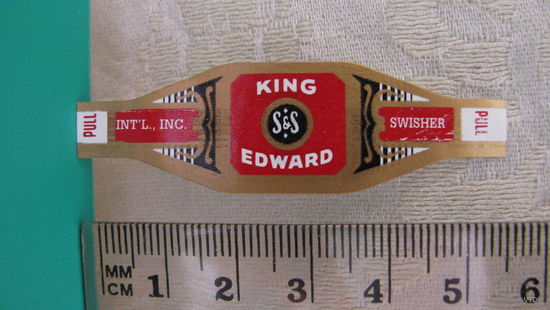 PULL
INT'L., INC.
KING
S&S
EDWARD
SWISHER
PULL
MM
CM 1 2 3 4 5 6